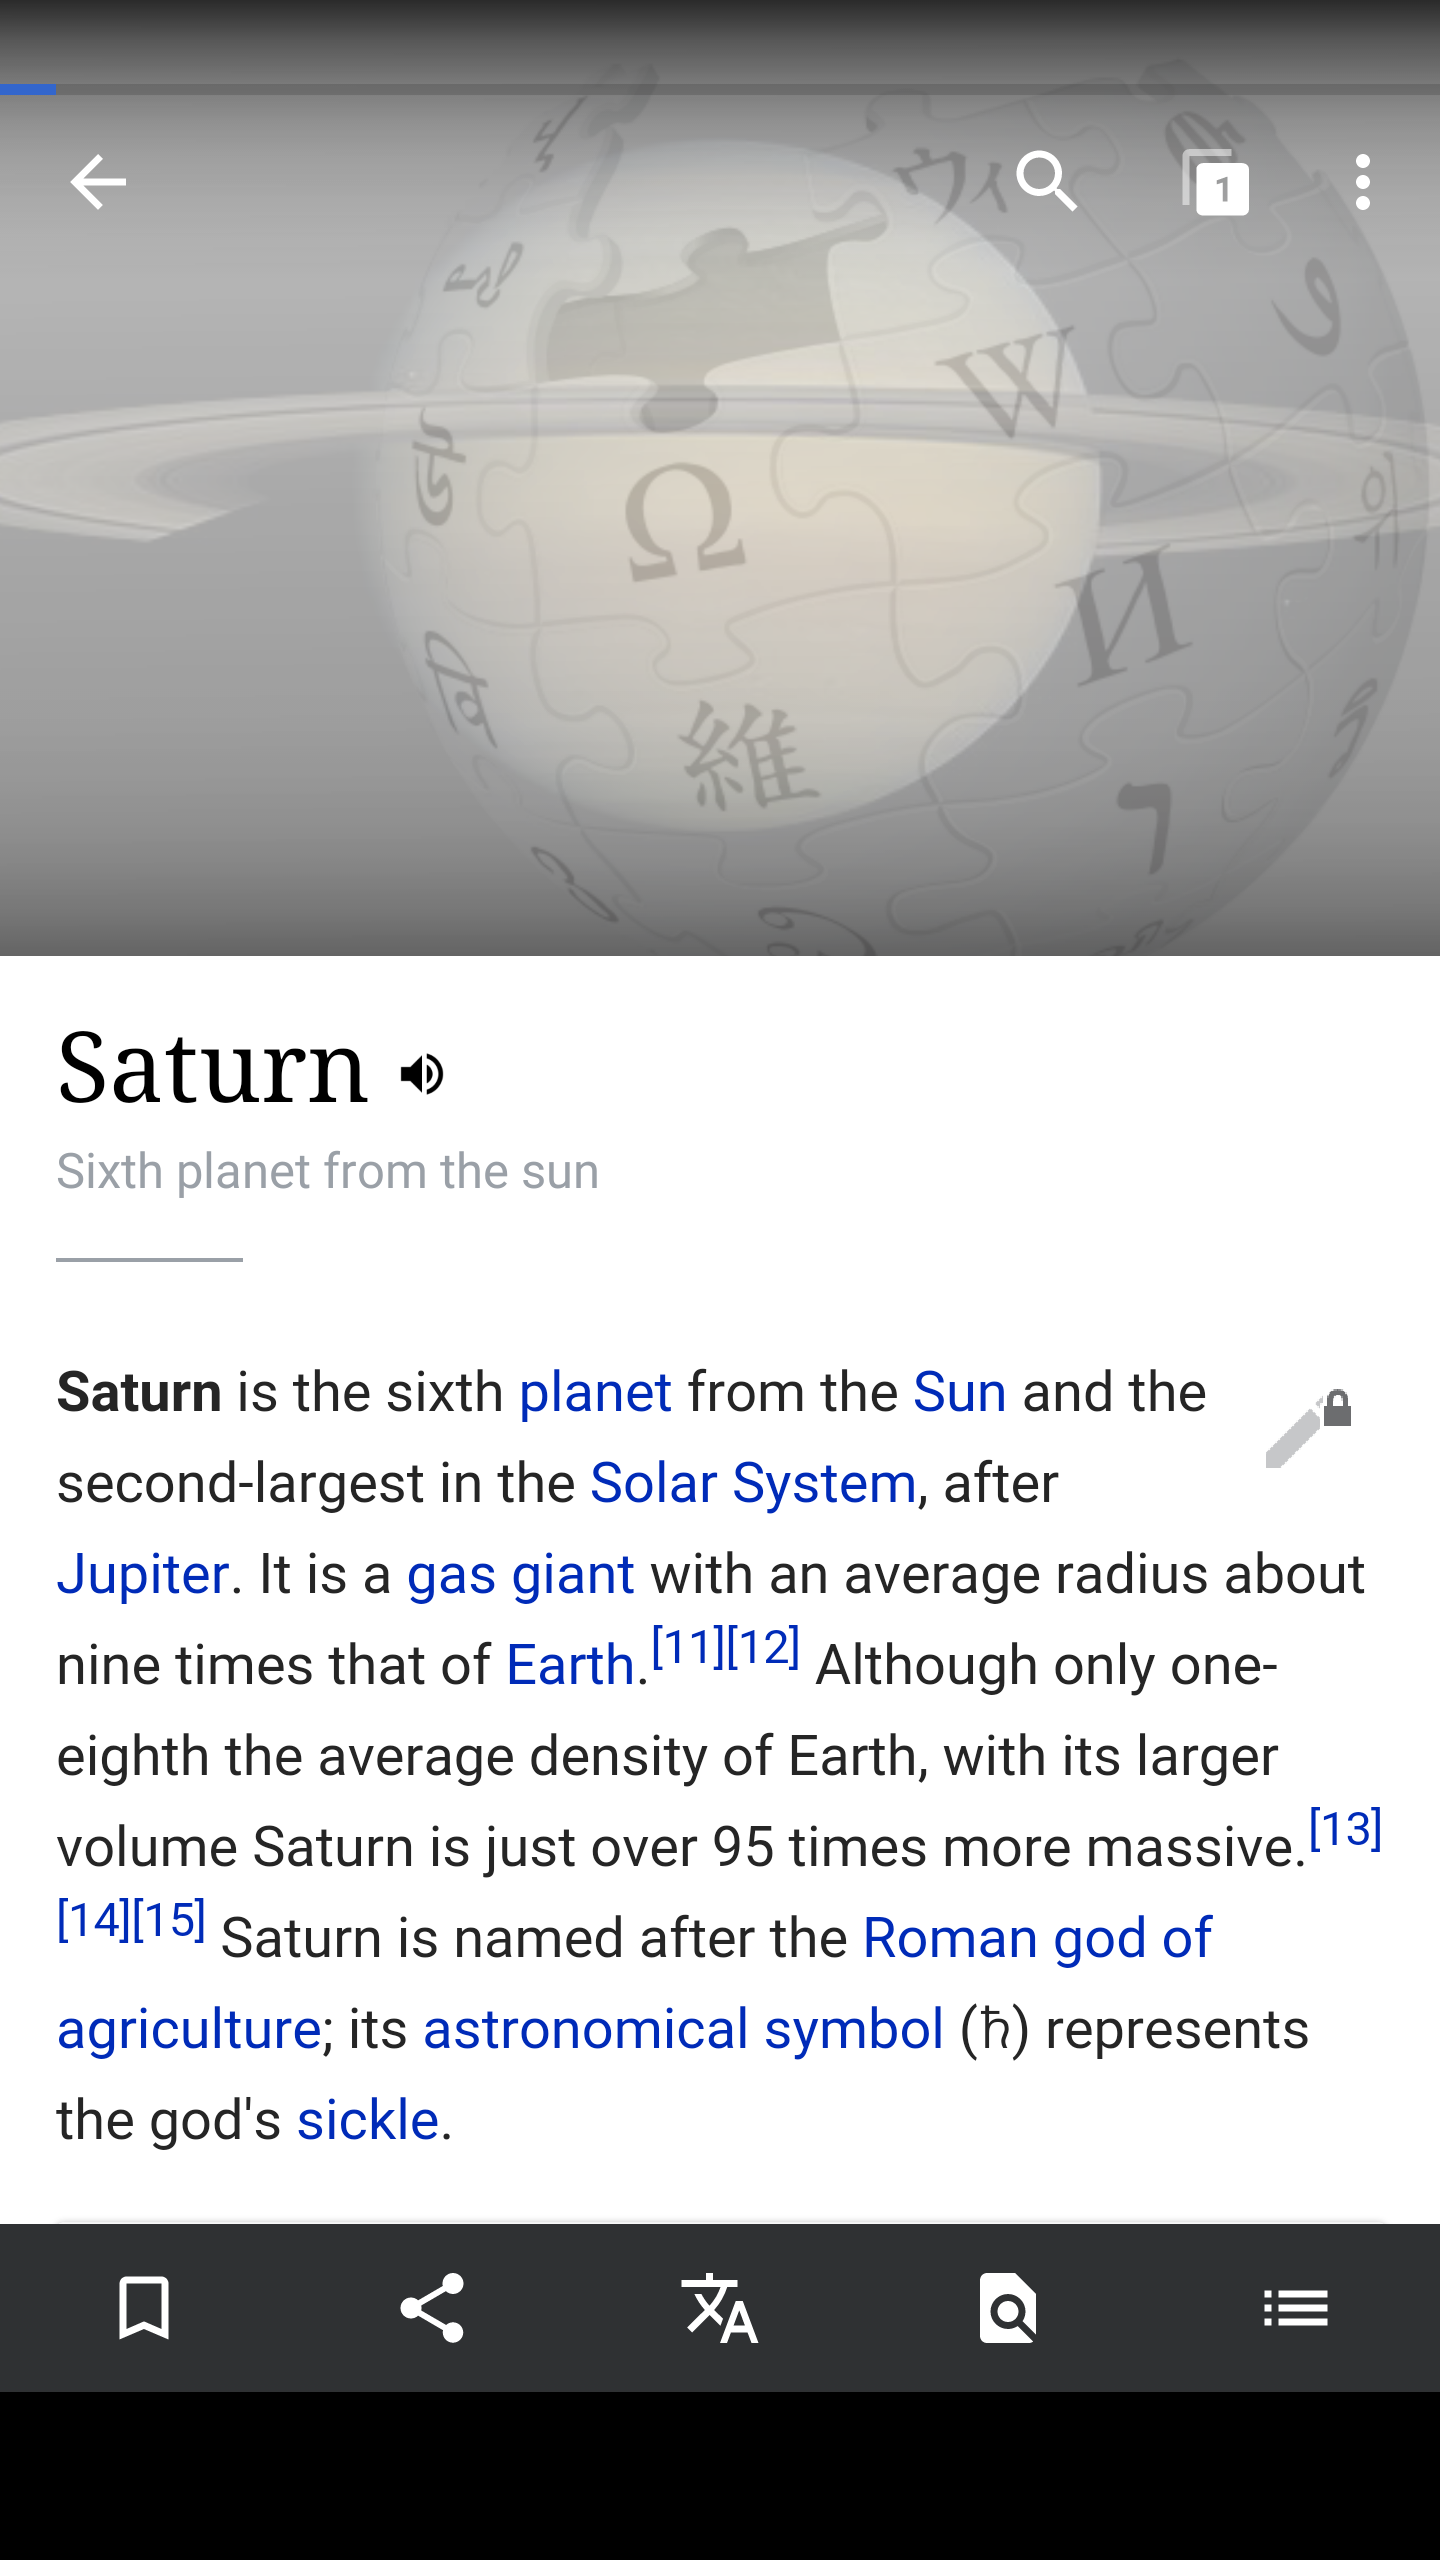 1
ウィ
W
Ω
И
維
Saturn
Sixth planet from the sun
Saturn is the sixth planet from the Sun and the
second-largest in the Solar System, after
Jupiter. It is a gas giant with an average radius about
nine times that of Earth.[11][12] Although only one-
eighth the average density of Earth, with its larger
volume Saturn is just over 95 times more massive.[13]
[14][15] Saturn is named after the Roman god of
agriculture; its astronomical symbol (♄) represents
the god's sickle.